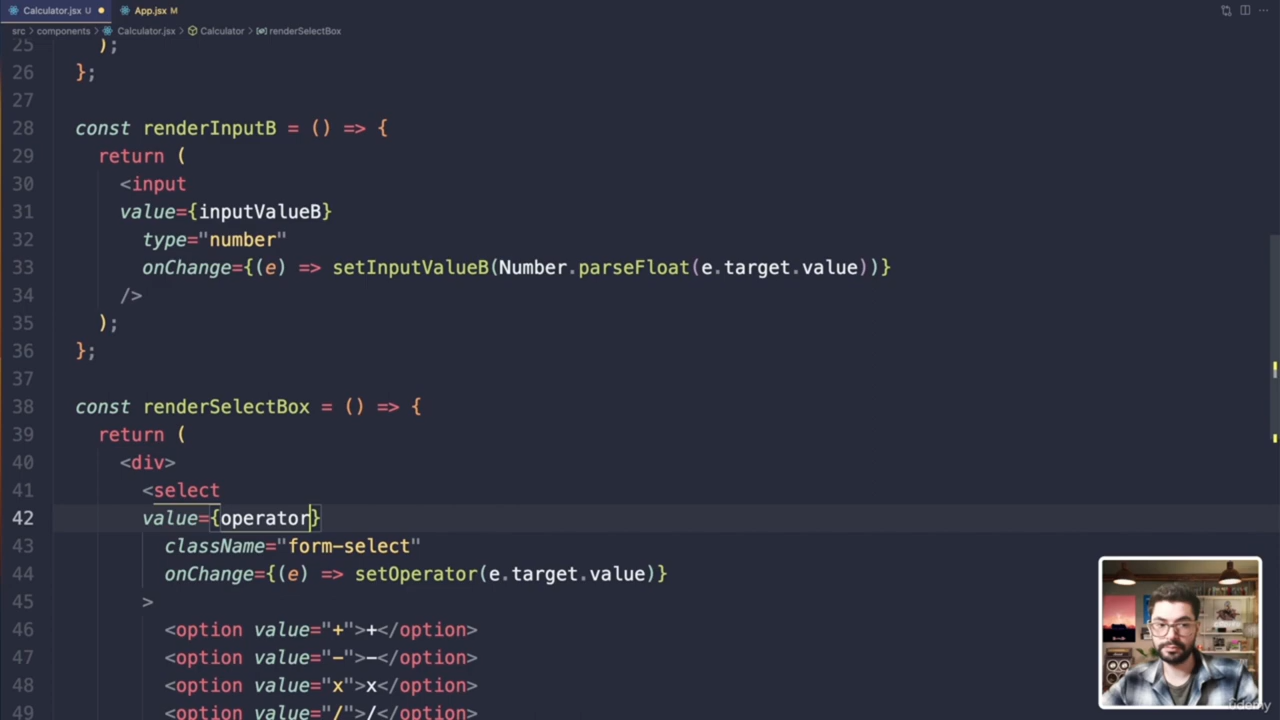 Calculator.jsx U
App.jsx M
src > components > Calculator.jsx > Calculator > renderSelectBox
25 );
26 };
27
28 const renderInputB = () => {
29 return (
30 <input
31 value={inputValueB}
32 type="number"
33 onChange={(e) => setInputValueB(Number.parseFloat(e.target.value))}
34 />
35 );
36 };
37
38 const renderSelectBox = () => {
39 return (
40 <div>
41 <select
42 value={operator}
43 className="form-select"
44 onChange={(e) => setOperator(e.target.value)}
45 >
46 <option value="+">+</option>
47 <option value="-">-</option>
48 <option value="x">x</option>
49 <option value="/">/</option>
udemy